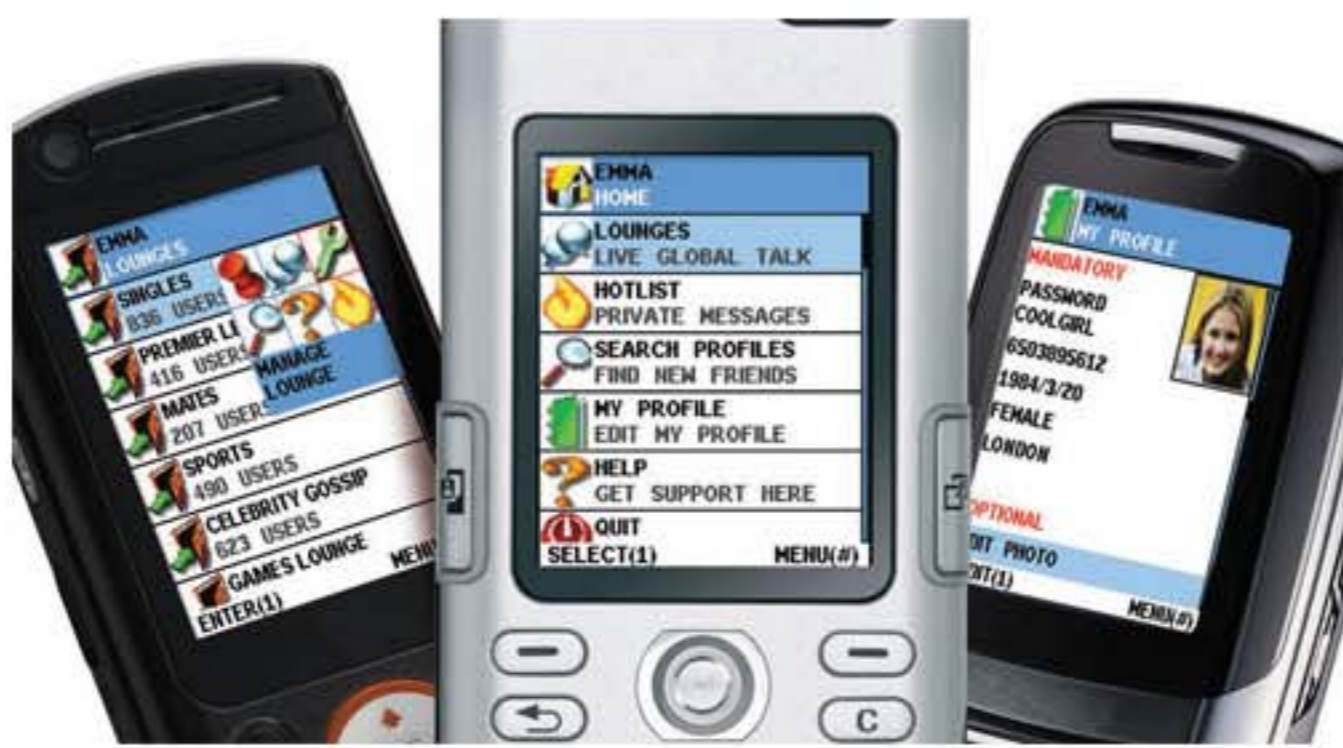 EMMA
LOUNGES
SINGLES
836 USERS
PREMIER LE
416 USERS
MANAGE
LOUNGE
MATES
207 USERS
SPORTS
490 USERS
CELEBRITY GOSSIP
623 USERS
GAMES LOUNGE
ENTER(1)
MENU
EMMA
HOME
LOUNGES
LIVE GLOBAL TALK
HOTLIST
PRIVATE MESSAGES
SEARCH PROFILES
FIND NEW FRIENDS
MY PROFILE
EDIT MY PROFILE
HELP
GET SUPPORT HERE
QUIT
SELECT(1) MENU(#)
C
EMMA
MY PROFILE
MANDATORY
PASSWORD
COOLGIRL
6503895612
1984/3/20
FEMALE
LONDON
OPTIONAL
DIT PHOTO
MENU(#)